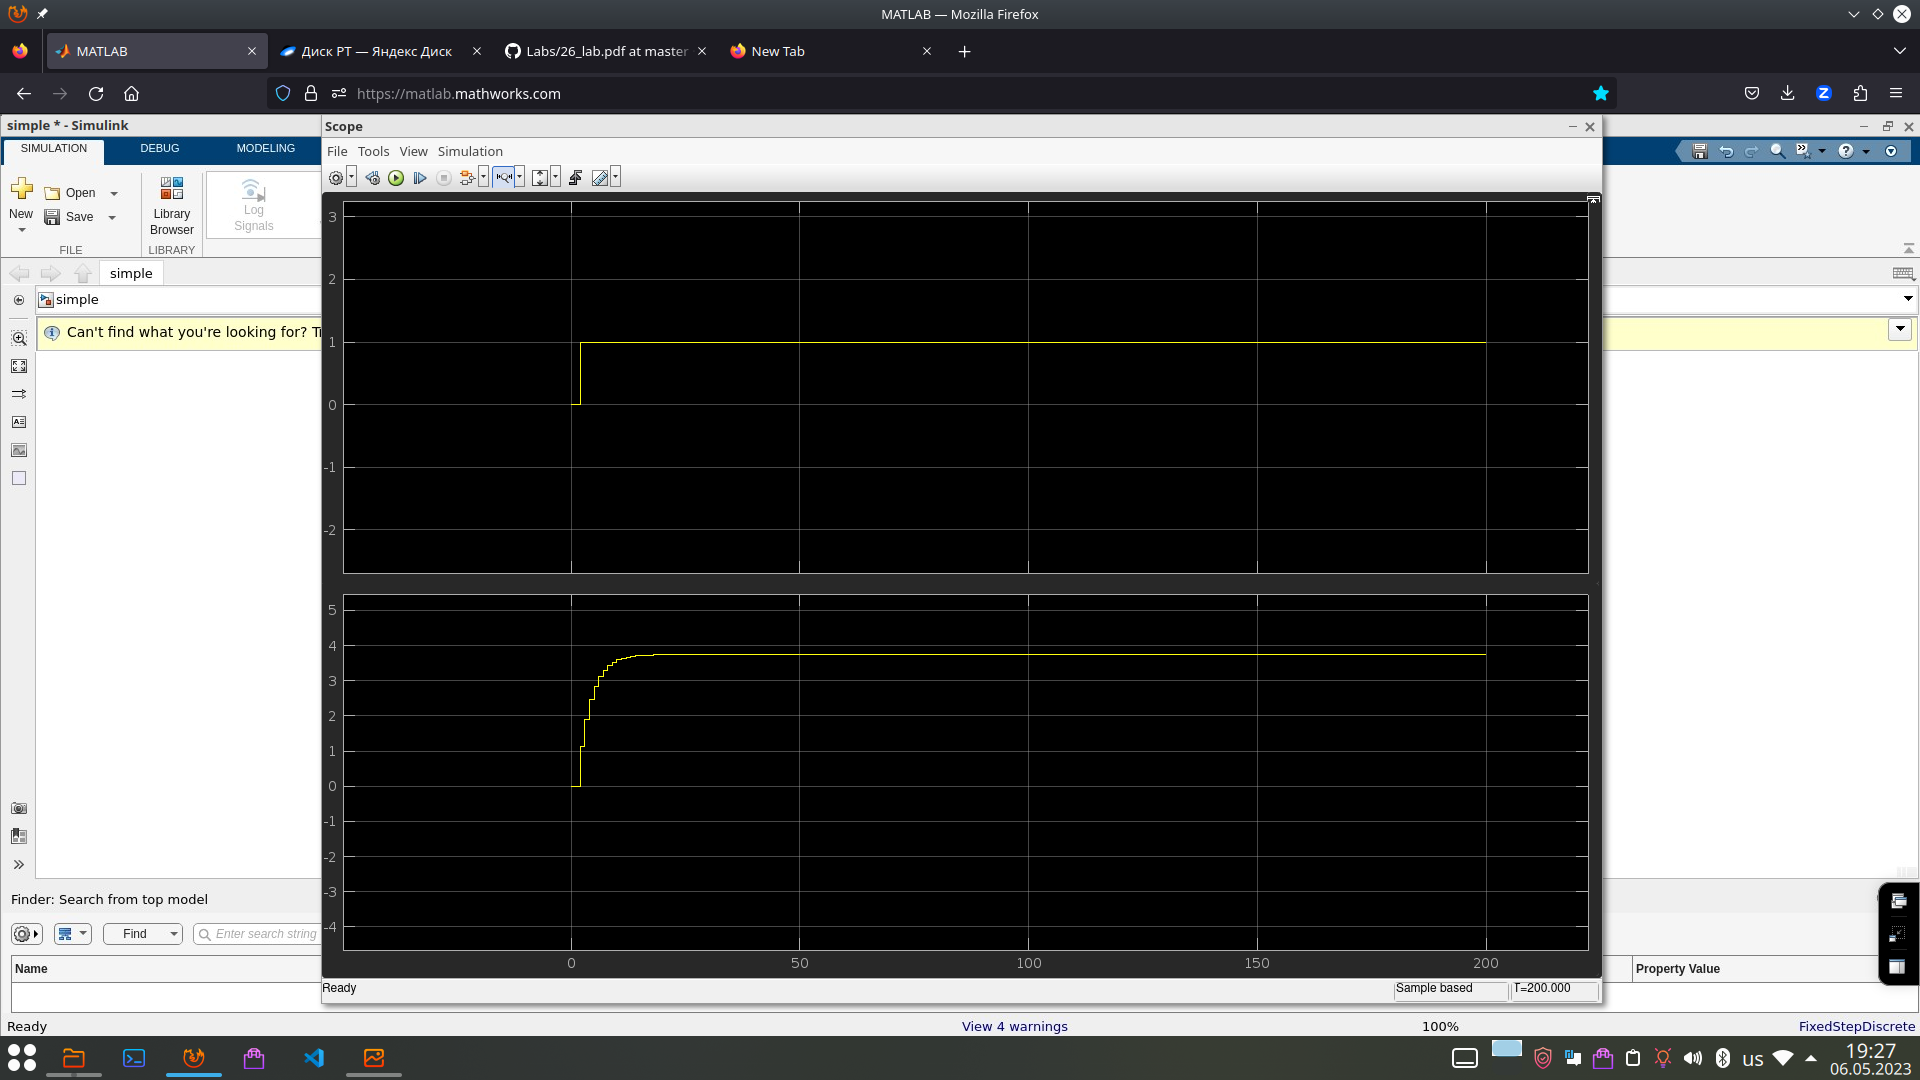 MATLAB — Mozilla Firefox
MATLAB
Диск РТ — Яндекс Диск
Labs/26_lab.pdf at master
New Tab
https://matlab.mathworks.com
Z
simple * - Simulink
Scope
SIMULATION
DEBUG
MODELING
File
Tools
View
Simulation
New
Open
Save
FILE
Library
Browser
LIBRARY
Log
Signals
simple
simple
Can't find what you're looking for? T
3
2
1
0
-1
-2
5
4
3
2
1
0
-1
-2
-3
-4
0
50
100
150
200
Ready
Sample based
T=200.000
Finder: Search from top model
Find
Enter search string
Name
Property Value
Ready
View 4 warnings
100%
FixedStepDiscrete
us
19:27
06.05.2023